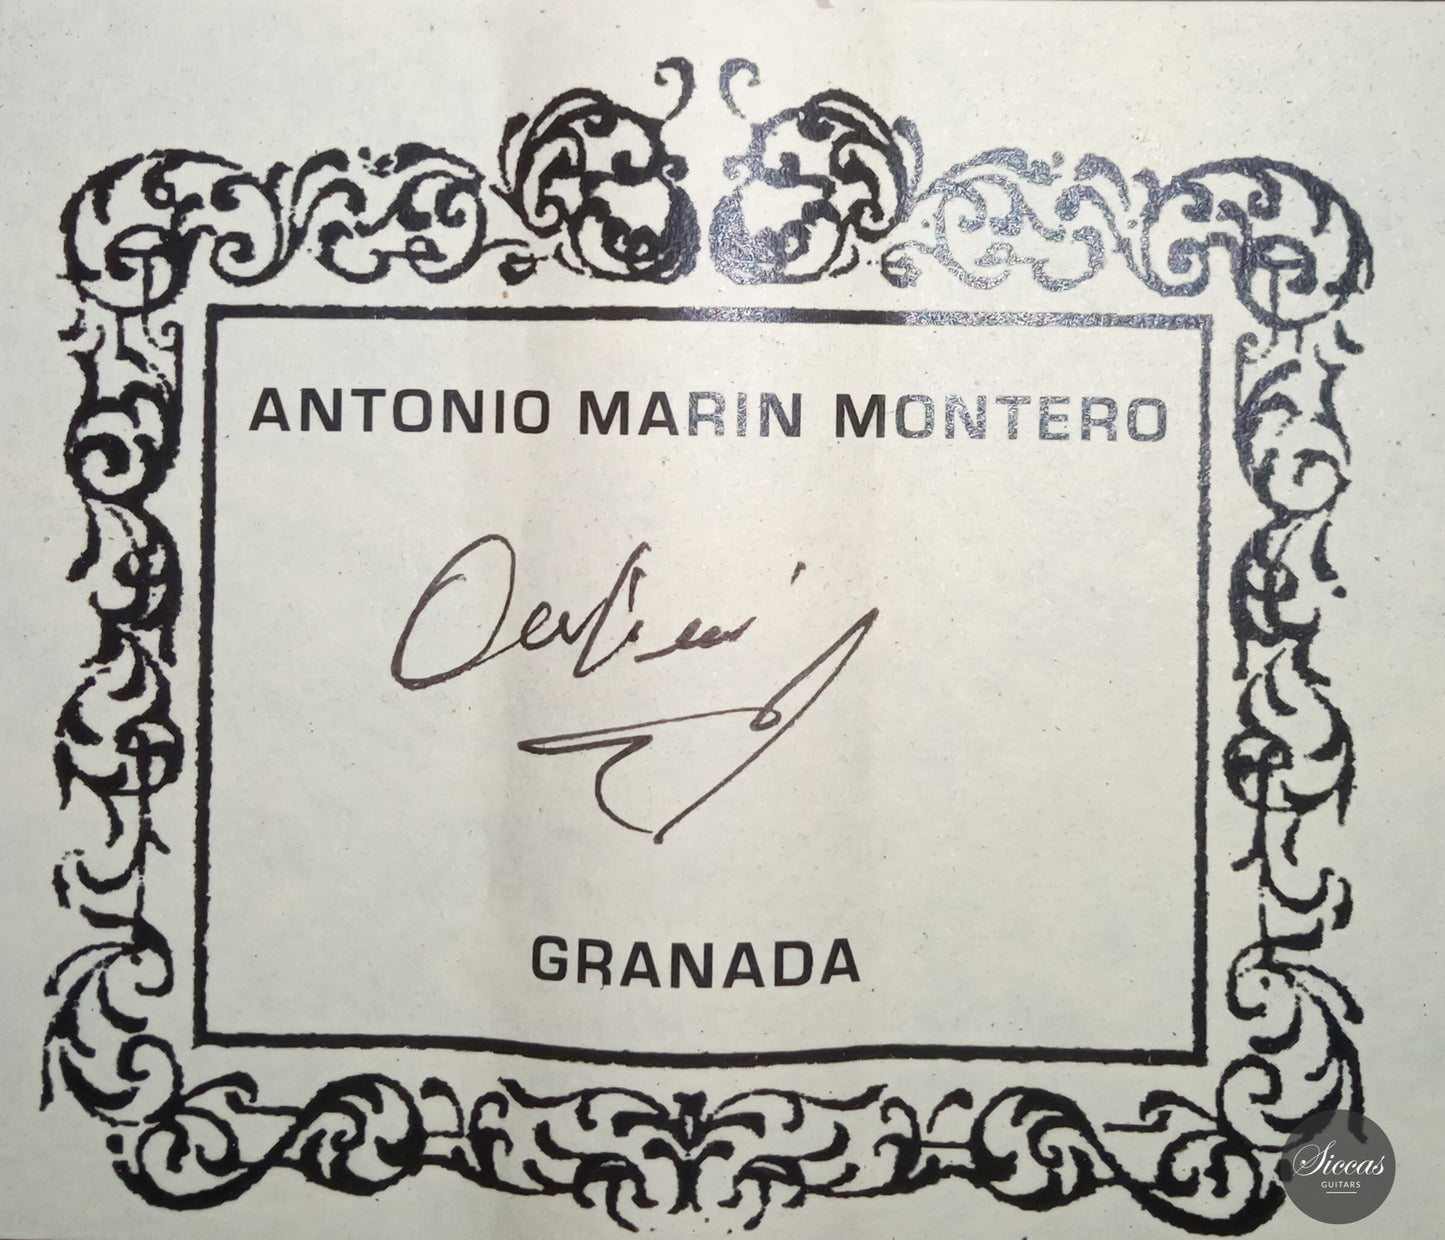 ANTONIO MARIN MONTERO
GRANADA
Siccas
GUITARS